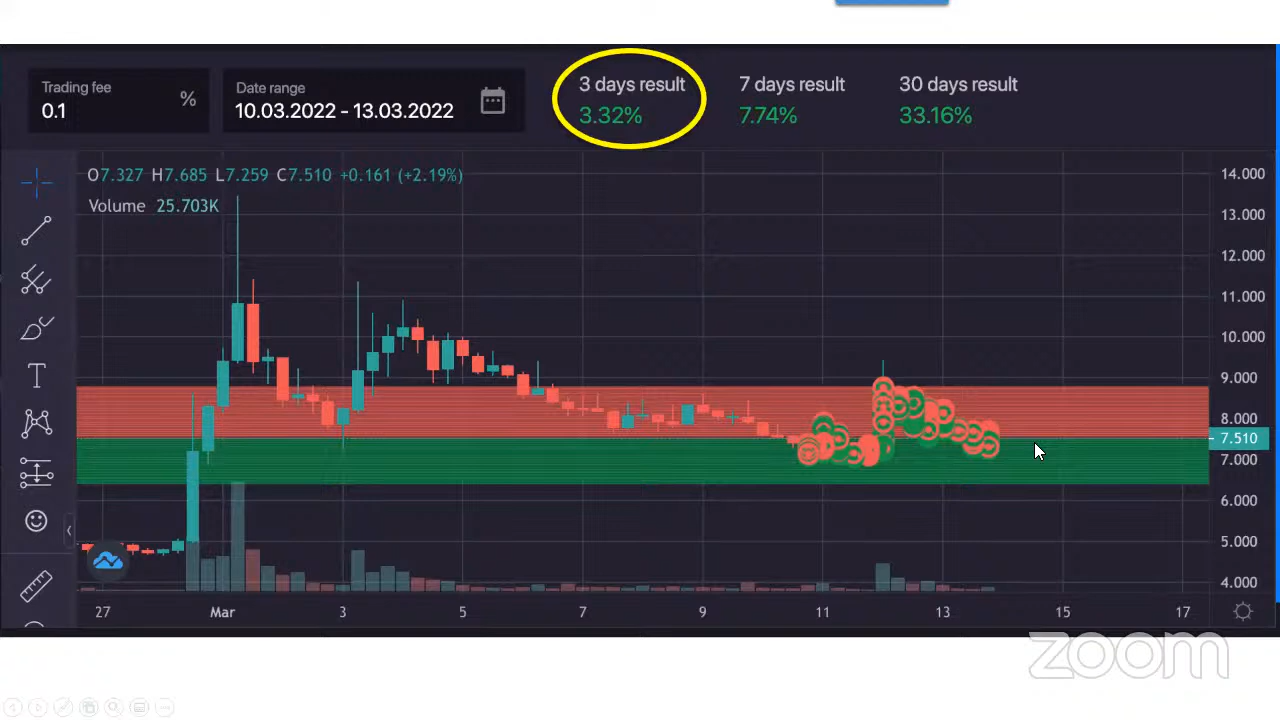 Trading fee
0.1 %
Date range
10.03.2022 - 13.03.2022
3 days result
3.32%
7 days result
7.74%
30 days result
33.16%
O7.327 H7.685 L7.259 C7.510 +0.161 (+2.19%)
Volume 25.703K
T
14.000
13.000
12.000
11.000
10.000
9.000
8.000
7.510
7.000
6.000
5.000
4.000
27 Mar 3 5 7 9 11 13 15 17
zoom